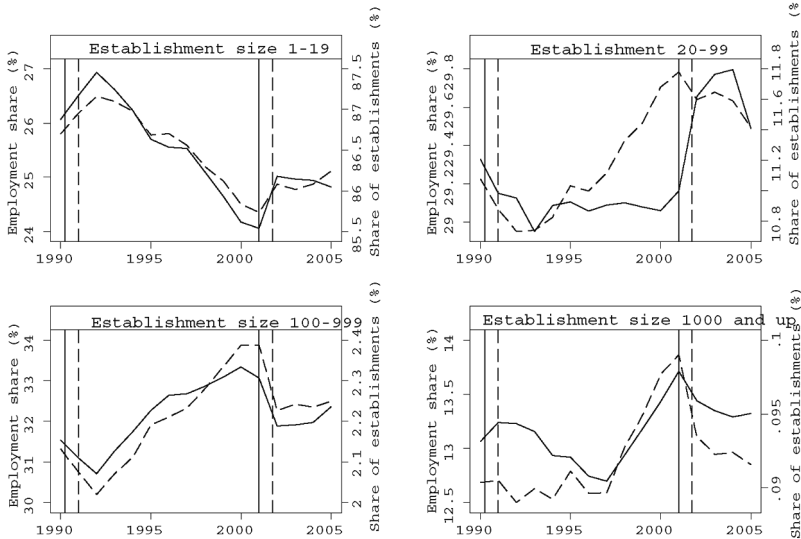 Establishment size 1-19
Employment share (%)
24 25 26 27
Share of establishments (%)
85.5 86 86.5 87 87.5
1990 1995 2000 2005
Establishment 20-99
Employment share (%)
29 29.2 29.4 29.6 29.8
Share of establishments (%)
10.8 11.2 11.6 11.8
1990 1995 2000 2005
Establishment size 100-999
Employment share (%)
30 31 32 33 34
Share of establishments (%)
2 2.1 2.2 2.3 2.4
1990 1995 2000 2005
Establishment size 1000 and up
Employment share (%)
12.5 13 13.5 14
Share of establishments (%)
.09 .095 .1
1990 1995 2000 2005